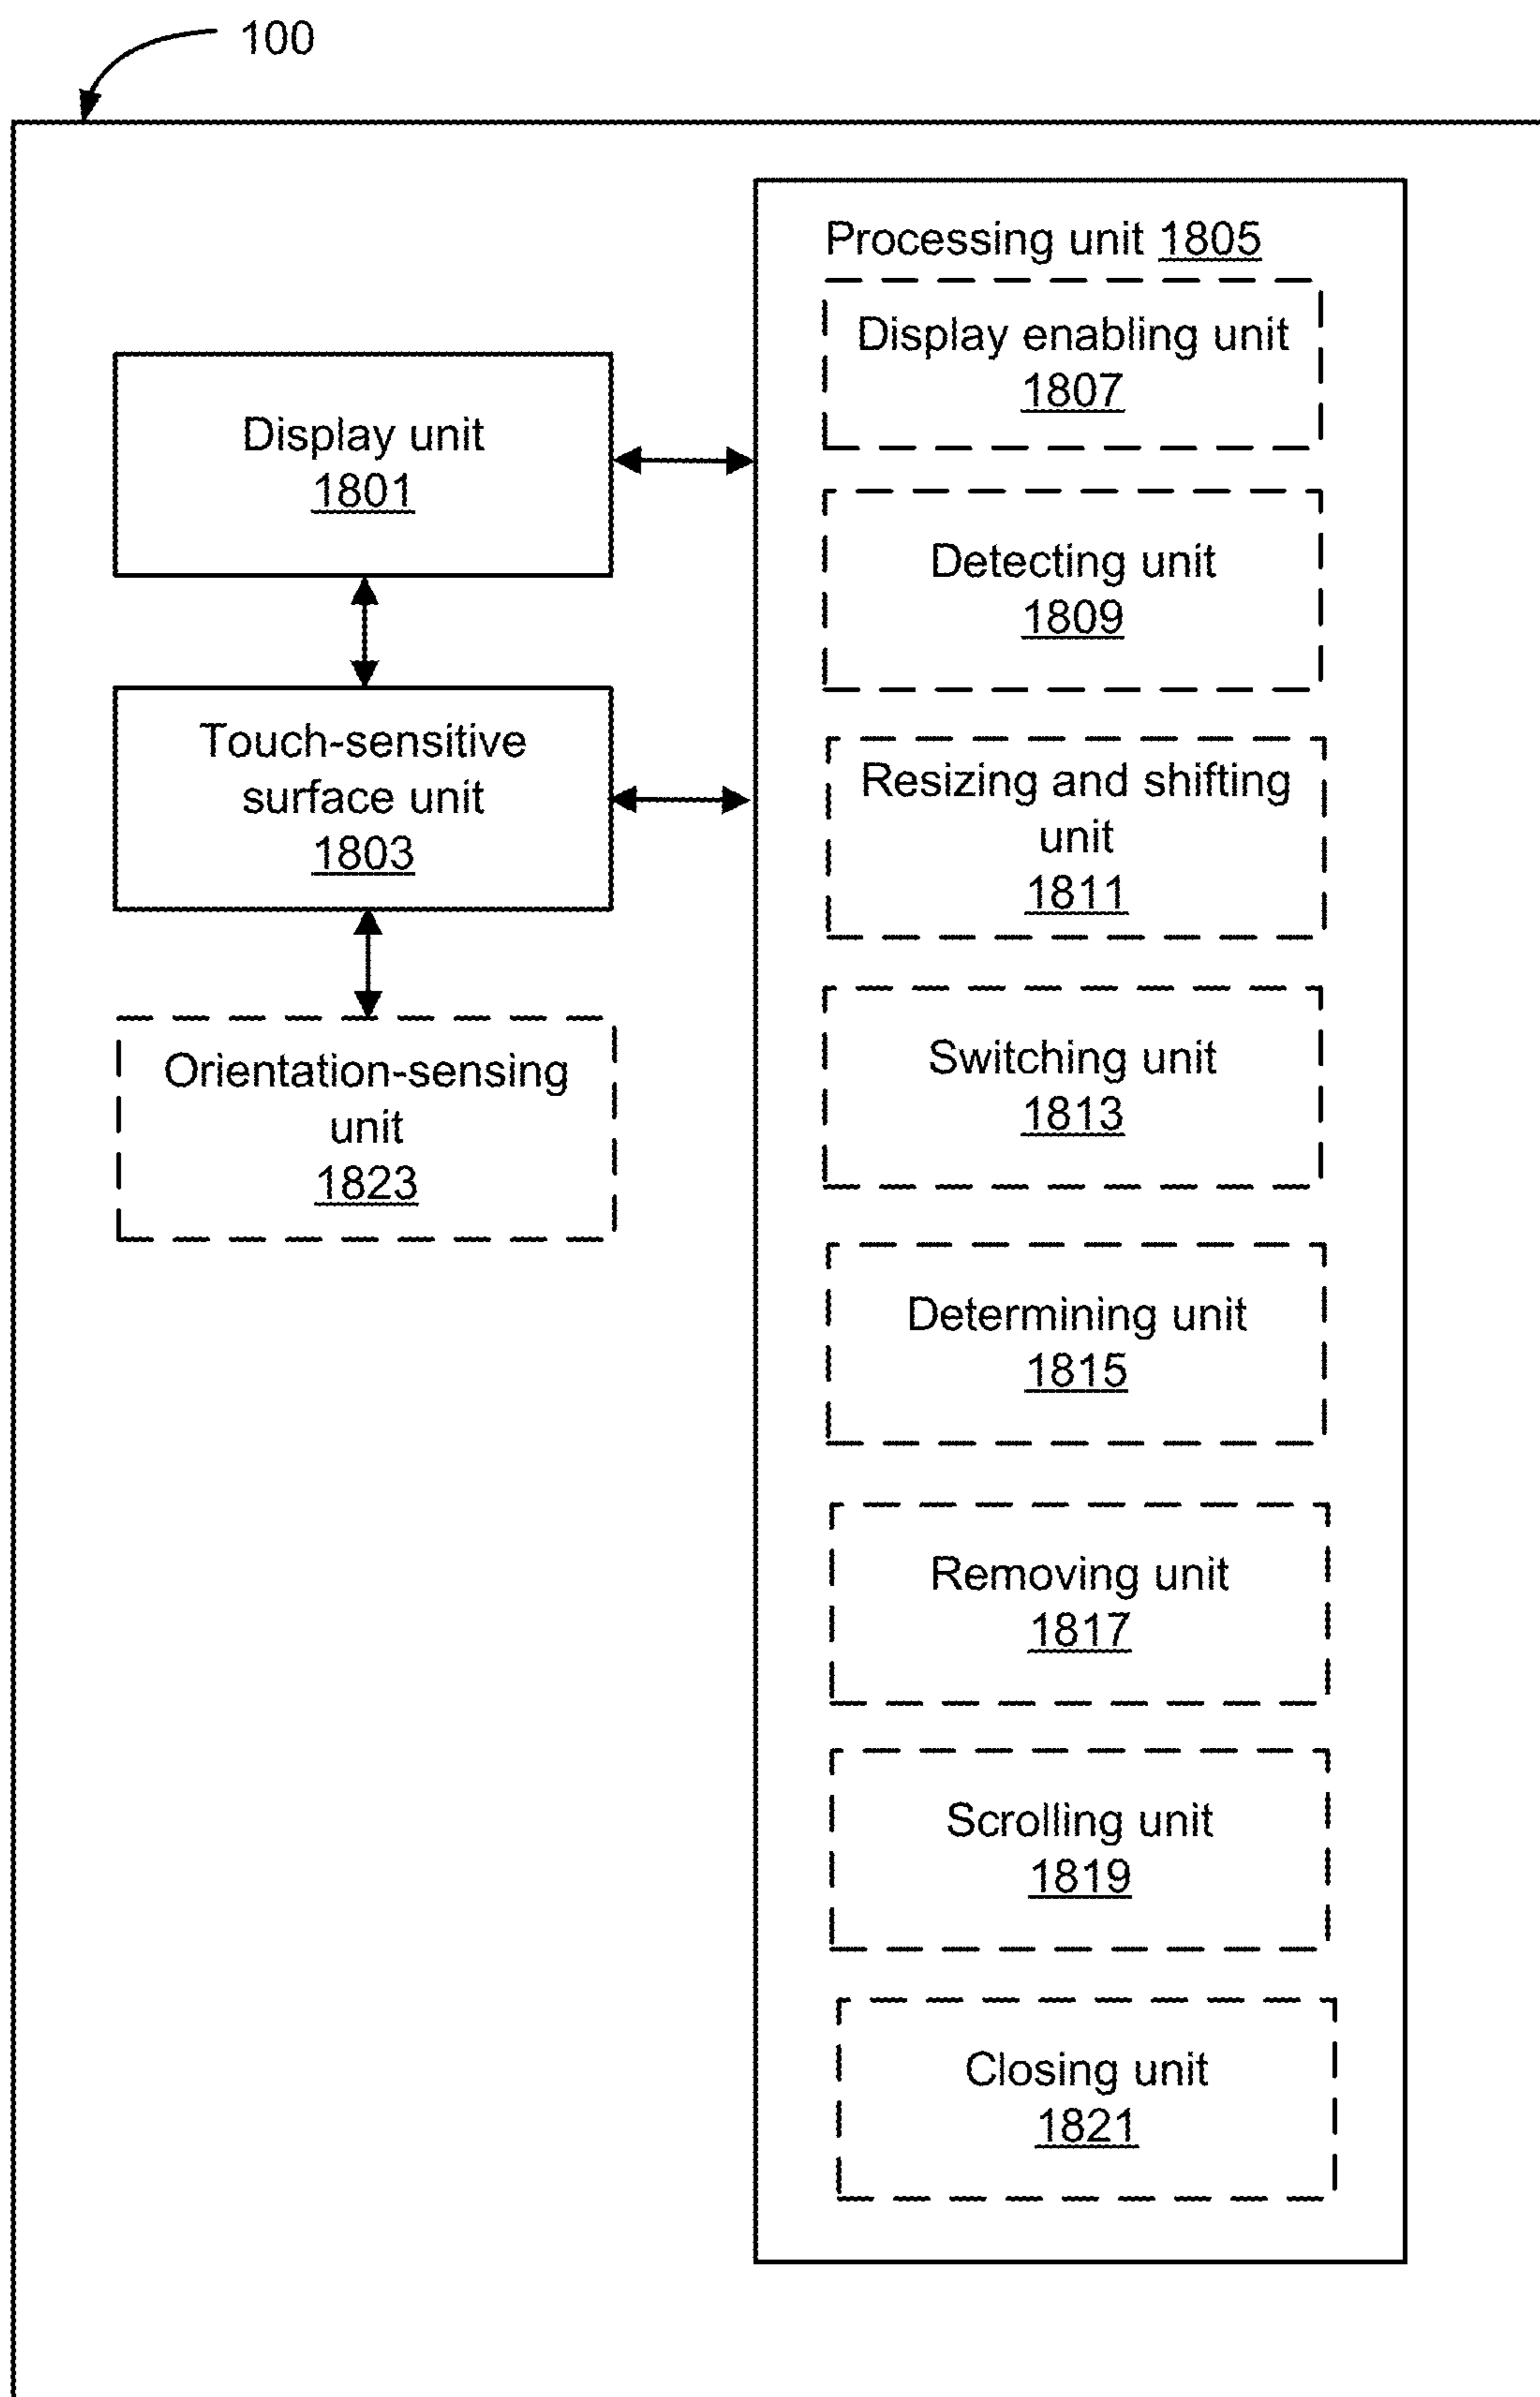 100
Processing unit 1805
Display enabling unit
1807
Display unit
1801
Detecting unit
1809
Touch-sensitive
surface unit
1803
Resizing and shifting
unit
1811
Orientation-sensing
unit
1823
Switching unit
1813
Determining unit
1815
Removing unit
1817
Scrolling unit
1819
Closing unit
1821